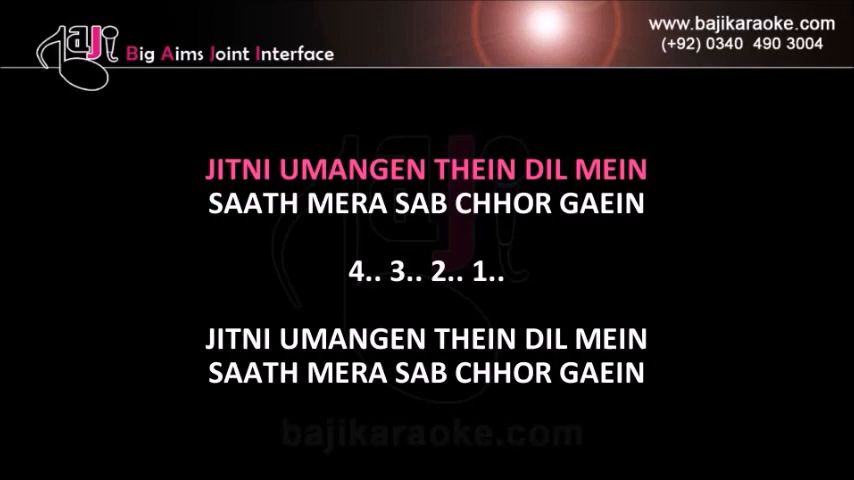 www.bajikaraoke.com
(+92) 0340 490 3004
Baji Big Aims Joint Interface
JITNI UMANGEN THEIN DIL MEIN
SAATH MERA SAB CHHOR GAEIN
4.. 3.. 2.. 1..
JITNI UMANGEN THEIN DIL MEIN
SAATH MERA SAB CHHOR GAEIN
bajikaraoke.com